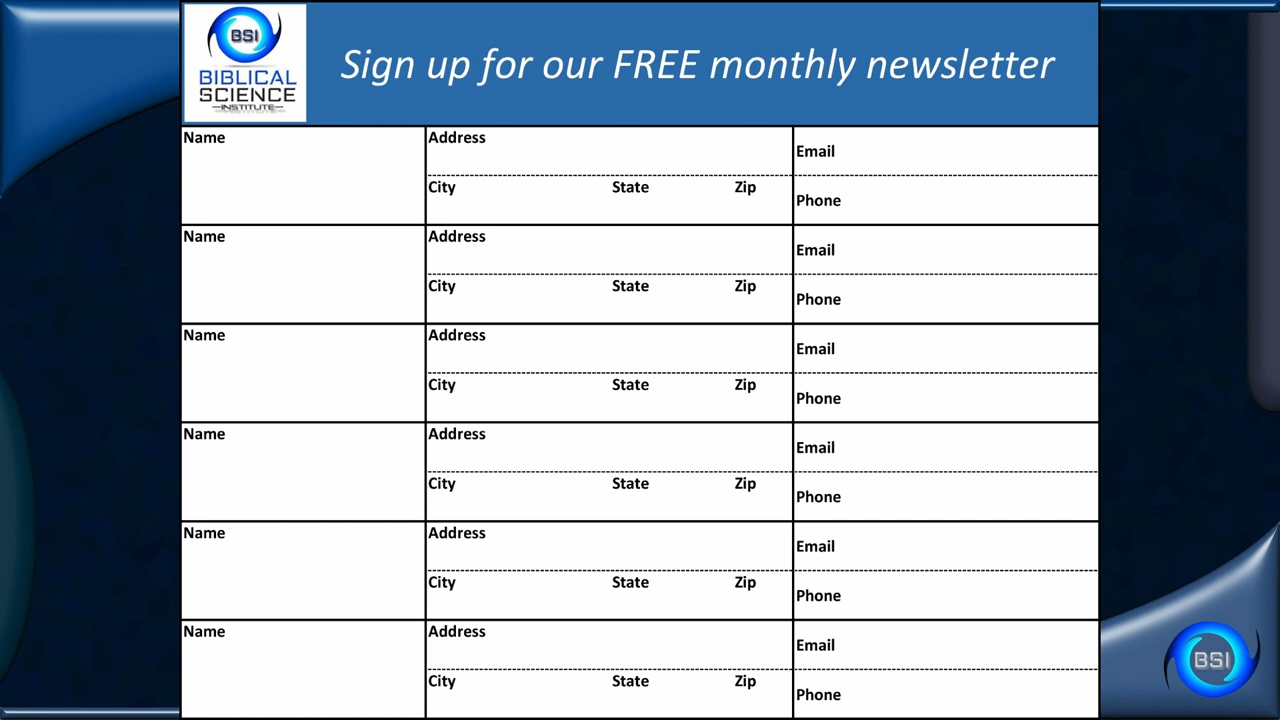 BSI
BIBLICAL
SCIENCE
INSTITUTE
Sign up for our FREE monthly newsletter
Name Address Email
City State Zip Phone
Name Address Email
City State Zip Phone
Name Address Email
City State Zip Phone
Name Address Email
City State Zip Phone
Name Address Email
City State Zip Phone
Name Address Email
City State Zip Phone
BSI